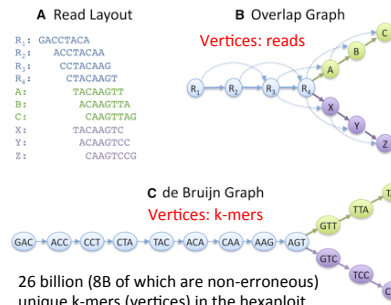 A Read Layout
R1: GACCTACA
R2: ACCTACAA
R3: CCTACAAG
R4: CTACAAGT
A: TACAAGTT
B: ACAAGTTA
C: CAAGTTAG
X: TACAAGTC
Y: ACAAGTCC
Z: CAAGTCCG
B Overlap Graph
Vertices: reads
R1 R2 R3 R4
A
B
C
X
Y
Z
C de Bruijn Graph
Vertices: k-mers
GAC ACC CCT CTA TAC ACA CAA AAG AGT
GTT
TTA
GTC
TCC
26 billion (8B of which are non-erroneous)
unique k-mers (vertices) in the hexaploit